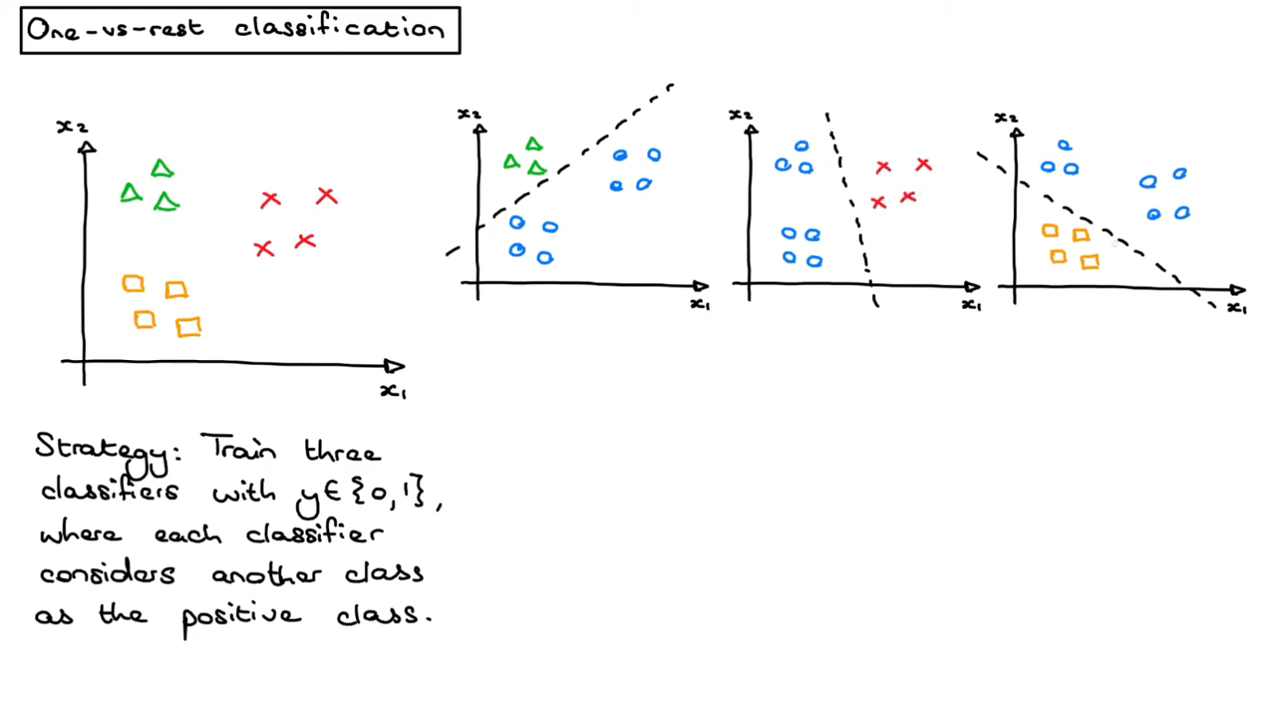 One-vs-rest classification
x2
x1
x2
x1
x2
x1
x2
x1
Strategy: Train three
classifiers with y∈{0,1},
where each classifier
considers another class
as the positive class.